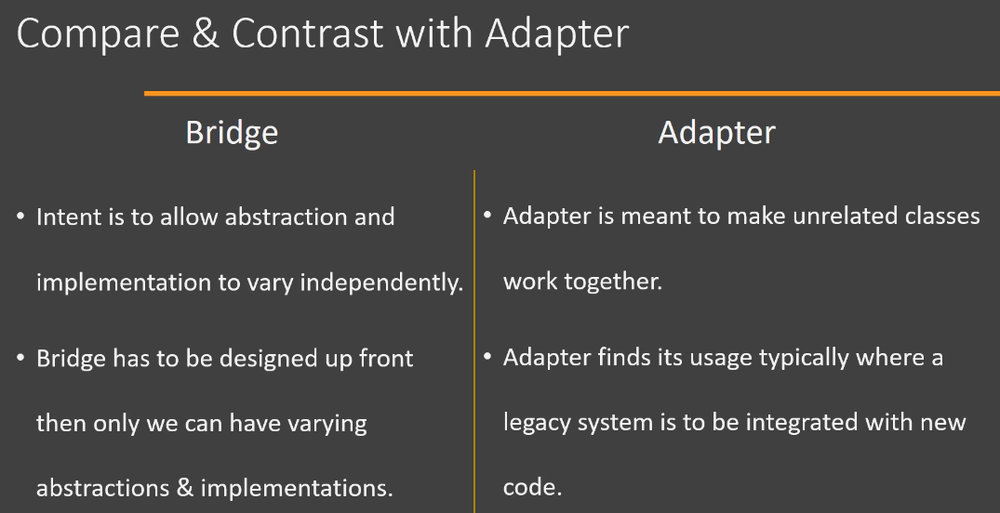 Compare & Contrast with Adapter
Bridge
• Intent is to allow abstraction and
implementation to vary independently.
• Bridge has to be designed up front
then only we can have varying
abstractions & implementations.
Adapter
• Adapter is meant to make unrelated classes
work together.
• Adapter finds its usage typically where a
legacy system is to be integrated with new
code.